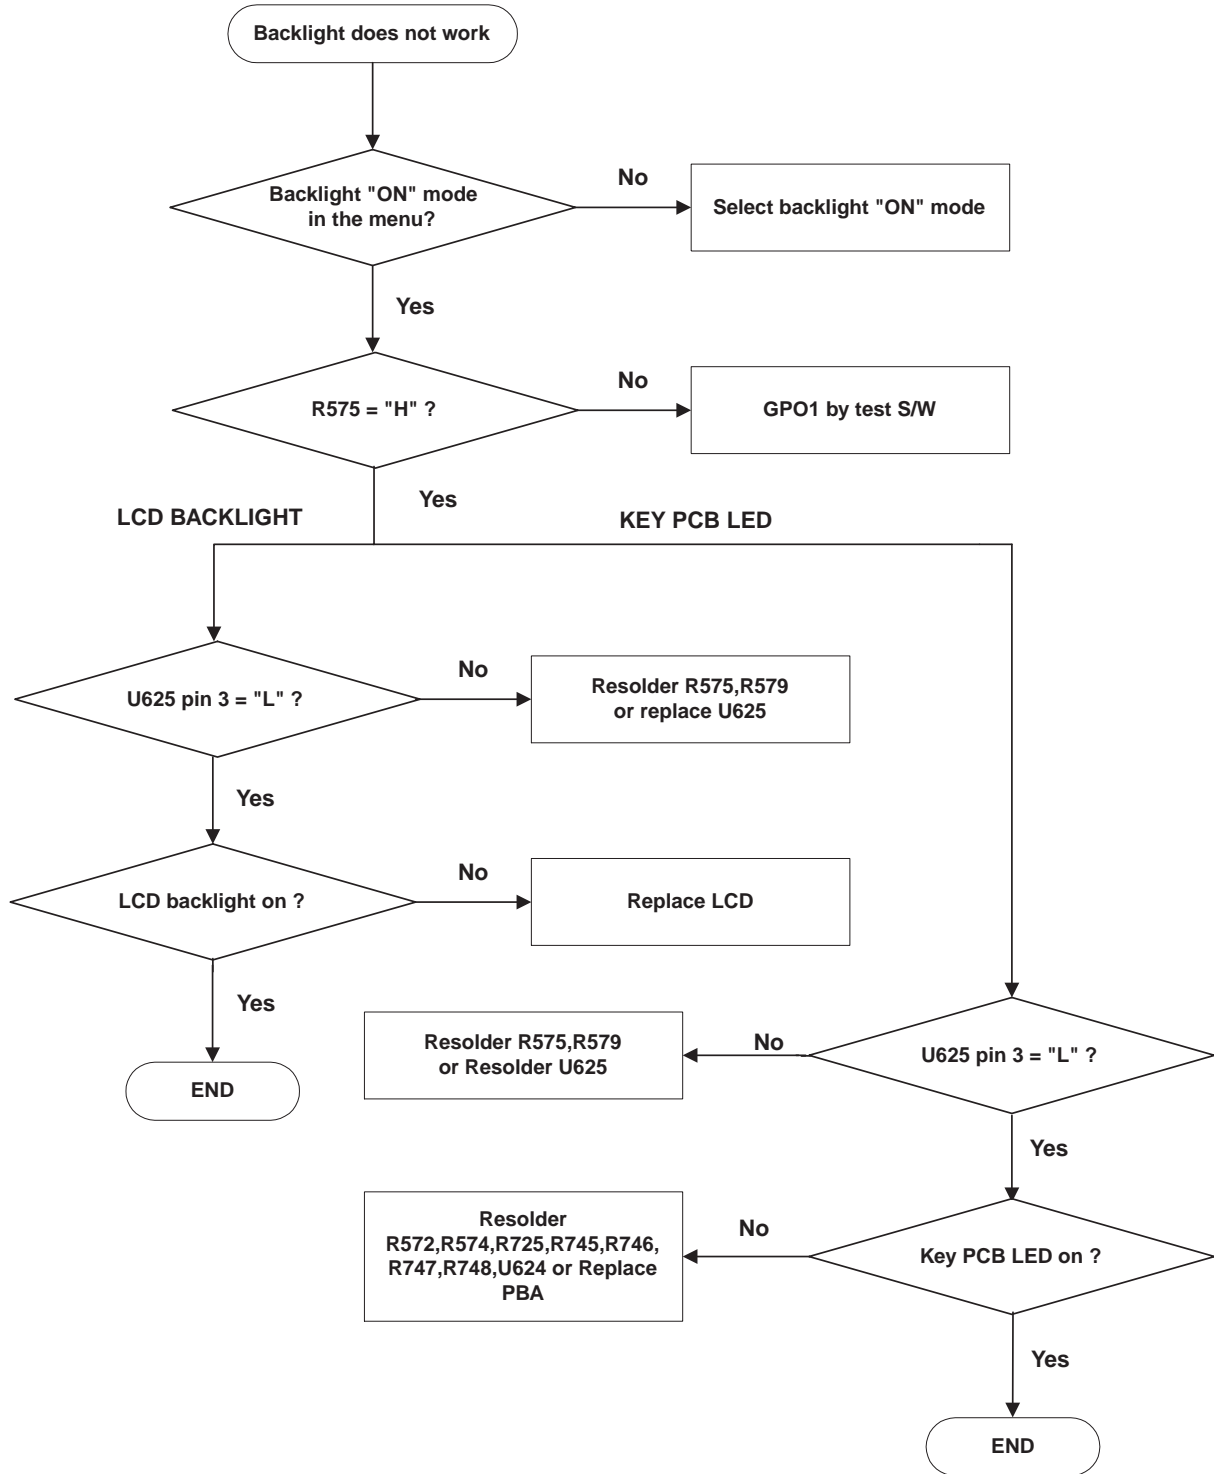 Backlight does not work
Backlight "ON" mode
in the menu?
No
Select backlight "ON" mode
Yes
R575 = "H" ?
No
GPO1 by test S/W
Yes
LCD BACKLIGHT
KEY PCB LED
U625 pin 3 = "L" ?
No
Resolder R575,R579
or replace U625
Yes
LCD backlight on ?
No
Replace LCD
Yes
END
U625 pin 3 = "L" ?
No
Resolder R575,R579
or Resolder U625
Yes
Key PCB LED on ?
No
Resolder
R572,R574,R725,R745,R746,
R747,R748,U624 or Replace
PBA
Yes
END